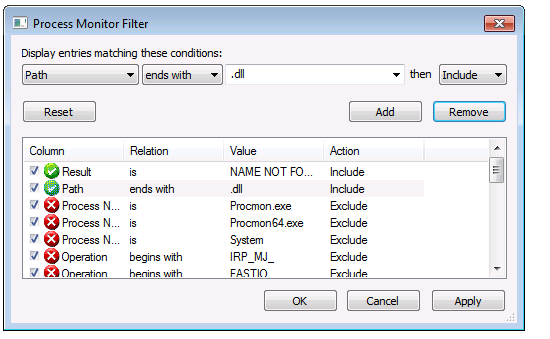 Process Monitor Filter
Display entries matching these conditions:
Path ends with .dll then Include
Reset Add Remove
Column Relation Value Action
Result is NAME NOT FO... Include
Path ends with .dll Include
Process N... is Procmon.exe Exclude
Process N... is Procmon64.exe Exclude
Process N... is System Exclude
Operation begins with IRP_MJ_ Exclude
Operation begins with FASTIO Exclude
OK Cancel Apply